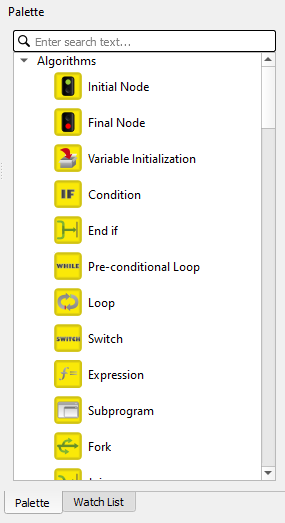 Palette
Enter search text...
Algorithms
Initial Node
Final Node
Variable Initialization
IF Condition
End if
WHILE Pre-conditional Loop
Loop
SWITCH Switch
f= Expression
Subprogram
Fork
Palette Watch List